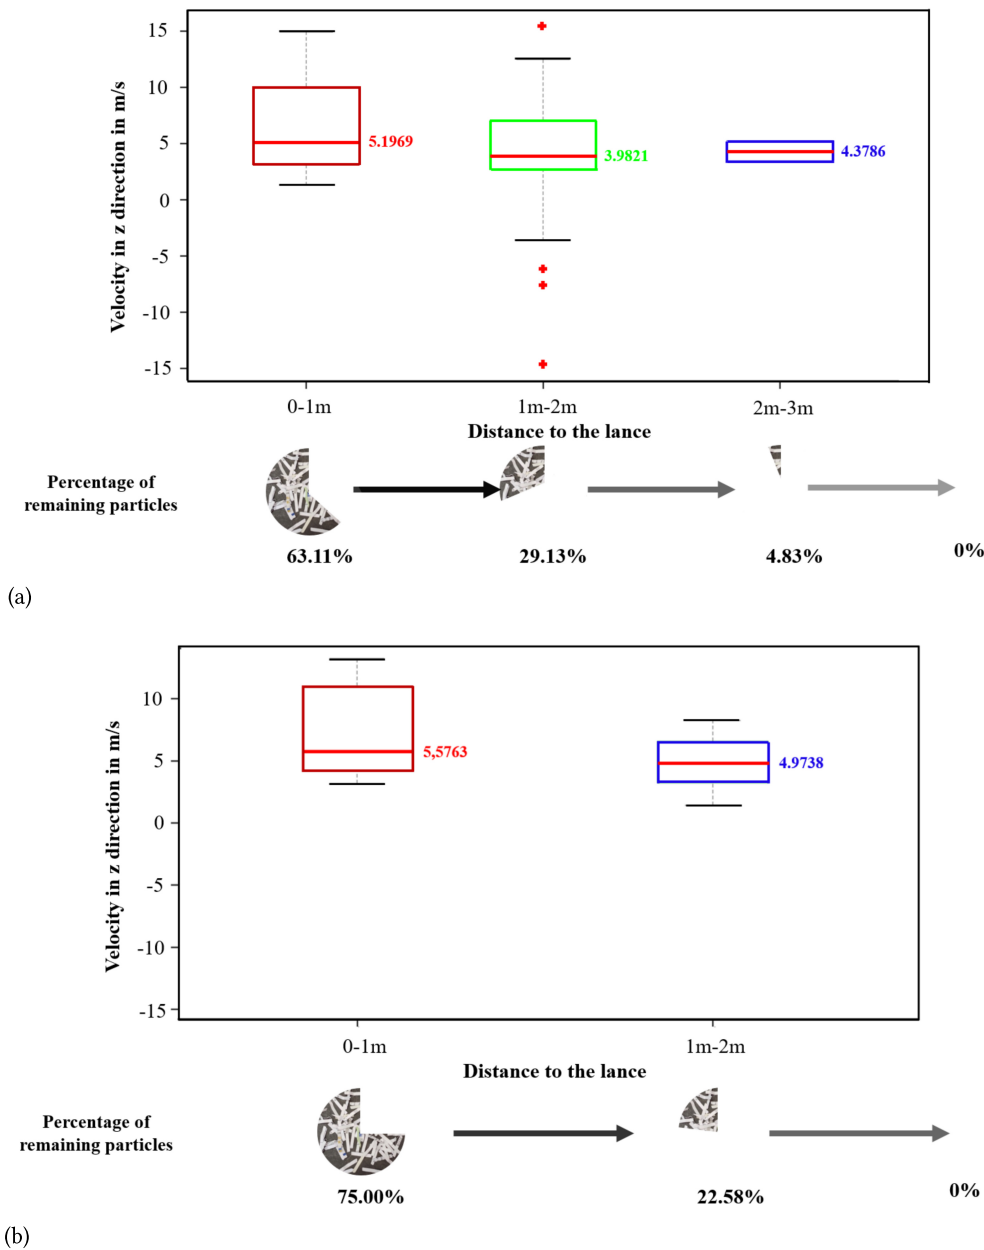 15
10
5
0
-5
-10
-15
Velocity in z direction in m/s
5.1969
3.9821
4.3786
0-1m 1m-2m 2m-3m
Distance to the lance
Percentage of
remaining particles
63.11% 29.13% 4.83% 0%
(a)
10
5
0
-5
-10
-15
Velocity in z direction in m/s
5,5763
4.9738
0-1m 1m-2m
Distance to the lance
Percentage of
remaining particles
75.00% 22.58% 0%
(b)